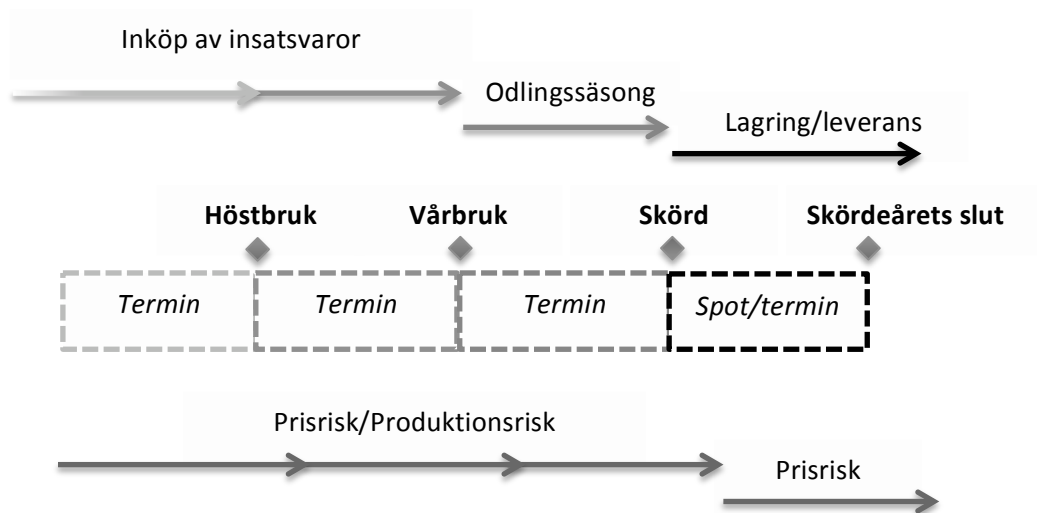 Inköp av insatsvaror
Odlingssäsong
Lagring/leverans
Höstbruk
Vårbruk
Skörd
Skördeårets slut
Termin
Termin
Termin
Spot/termin
Prisrisk/Produktionsrisk
Prisrisk